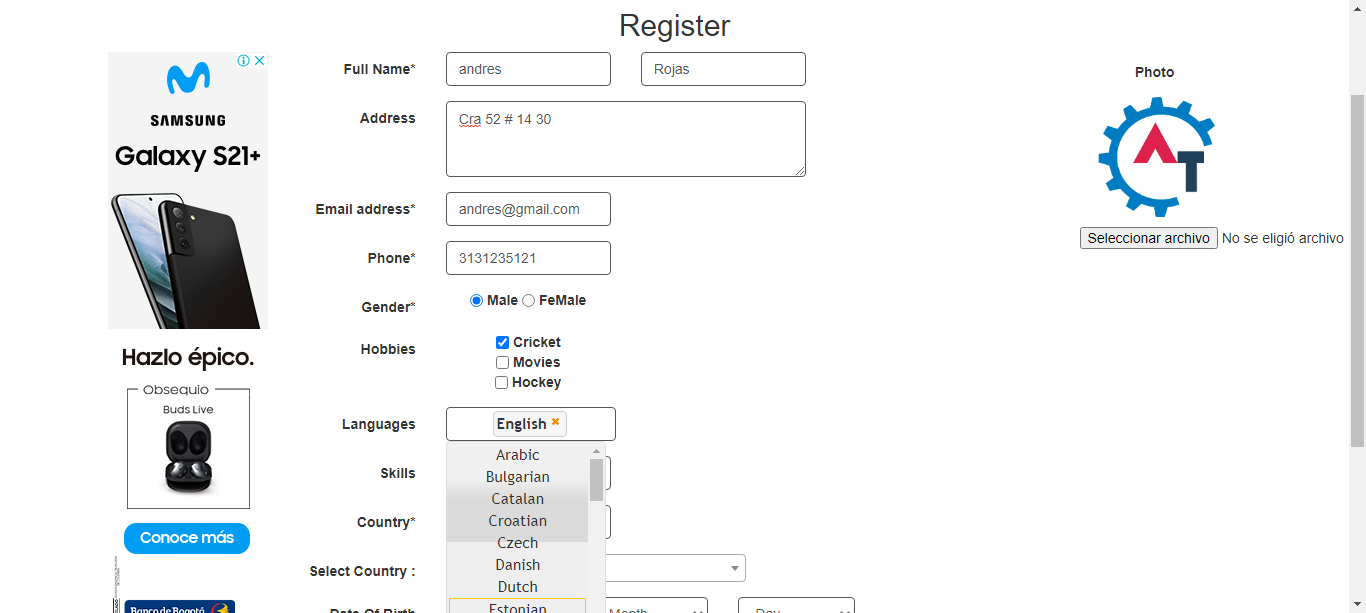 Register
SAMSUNG
Galaxy S21+
Hazlo épico.
Obsequio
Buds Live
Conoce más
Banco de Bogotá
Full Name*
andres
Rojas
Address
Cra 52 # 14 30
Email address*
andres@gmail.com
Phone*
3131235121
Gender*
Male
FeMale
Hobbies
Cricket
Movies
Hockey
Languages
English
Arabic
Bulgarian
Catalan
Croatian
Czech
Danish
Dutch
Estonian
Skills
Country*
Select Country :
Date Of Birth
Month
Day
Photo
AT
Seleccionar archivo No se eligió archivo